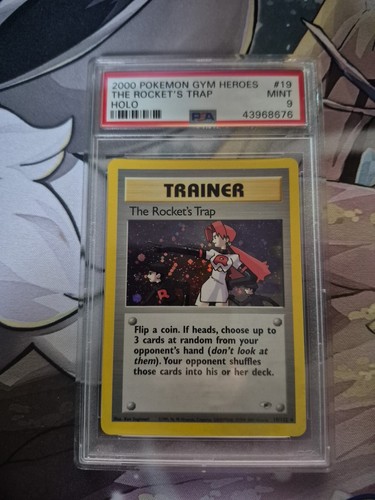 2000 POKEMON GYM HEROES #19
THE ROCKET'S TRAP MINT
HOLO 9
PSA 43968676
TRAINER
The Rocket's Trap
Flip a coin. If heads, choose up to
3 cards at random from your
opponent's hand (don't look at
them). Your opponent shuffles
those cards into his or her deck.